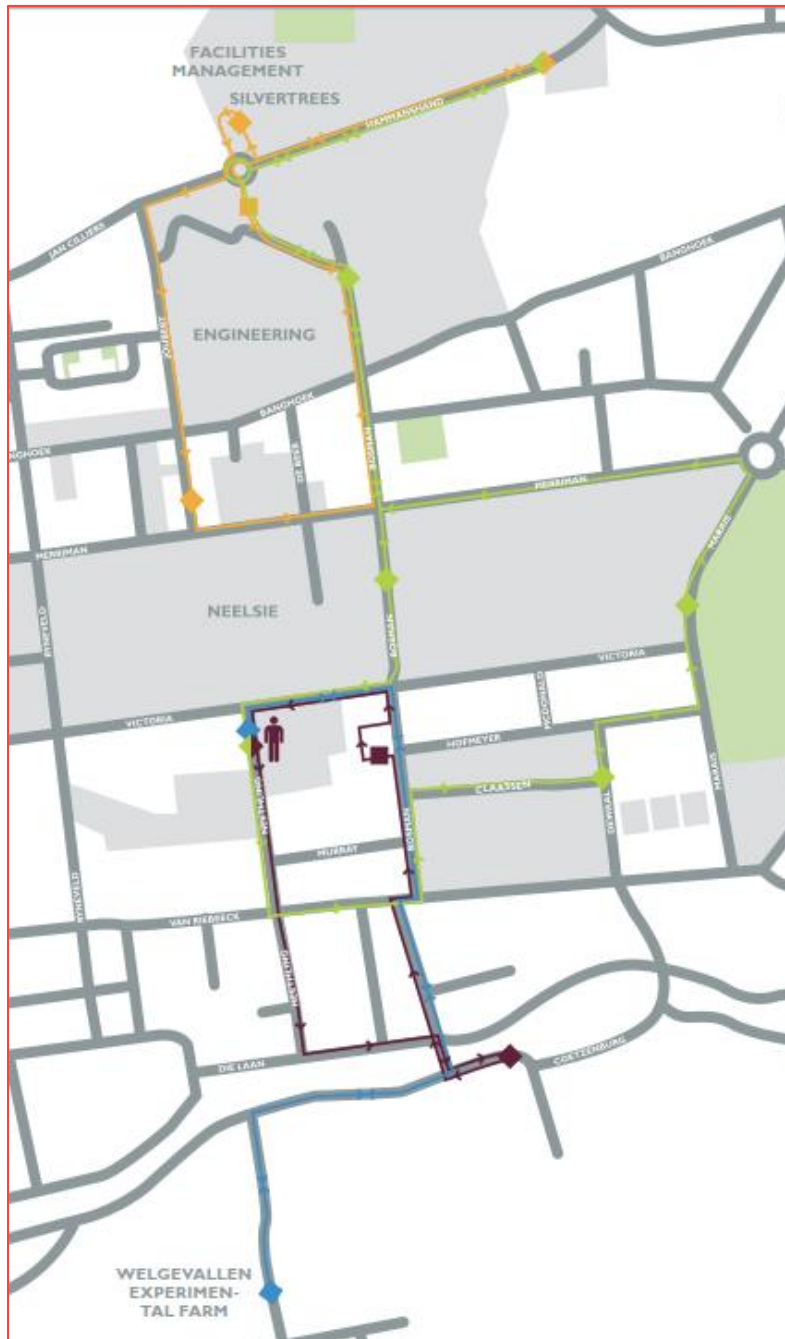 FACILITIES
MANAGEMENT
SILVERTREES
HAMMANSHAND
JAN CILLIERS
BANGHOEK
JOUBERT
ENGINEERING
BANGHOEK
DE BEER
BOSMAN
NGHOEK
MERRIMAN
MARAIS
MERRIMAN
RYNEVELD
NEELSIE
BOSMAN
VICTORIA
MCDONALD
VICTORIA
HOFMEYER
NEETHLING
CLAASSEN
DEWAAL
MARAIS
BOSMAN
MURRAY
RYNEVELD
VAN RIEBEECK
NEETHLING
DIE LAAN
COETZENBURG
WELGEVALLEN
EXPERIMEN-
TAL FARM